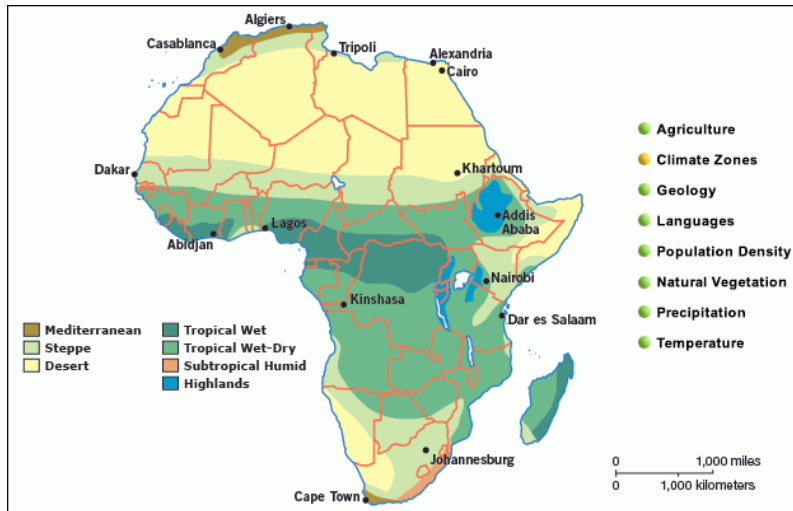 Algiers
Casablanca
Tripoli
Alexandria
Cairo
Dakar
Khartoum
Addis
Ababa
Lagos
Abidjan
Nairobi
Kinshasa
Dar es Salaam
Johannesburg
Cape Town
Mediterranean
Steppe
Desert
Tropical Wet
Tropical Wet-Dry
Subtropical Humid
Highlands
Agriculture
Climate Zones
Geology
Languages
Population Density
Natural Vegetation
Precipitation
Temperature
0 1,000 miles
0 1,000 kilometers